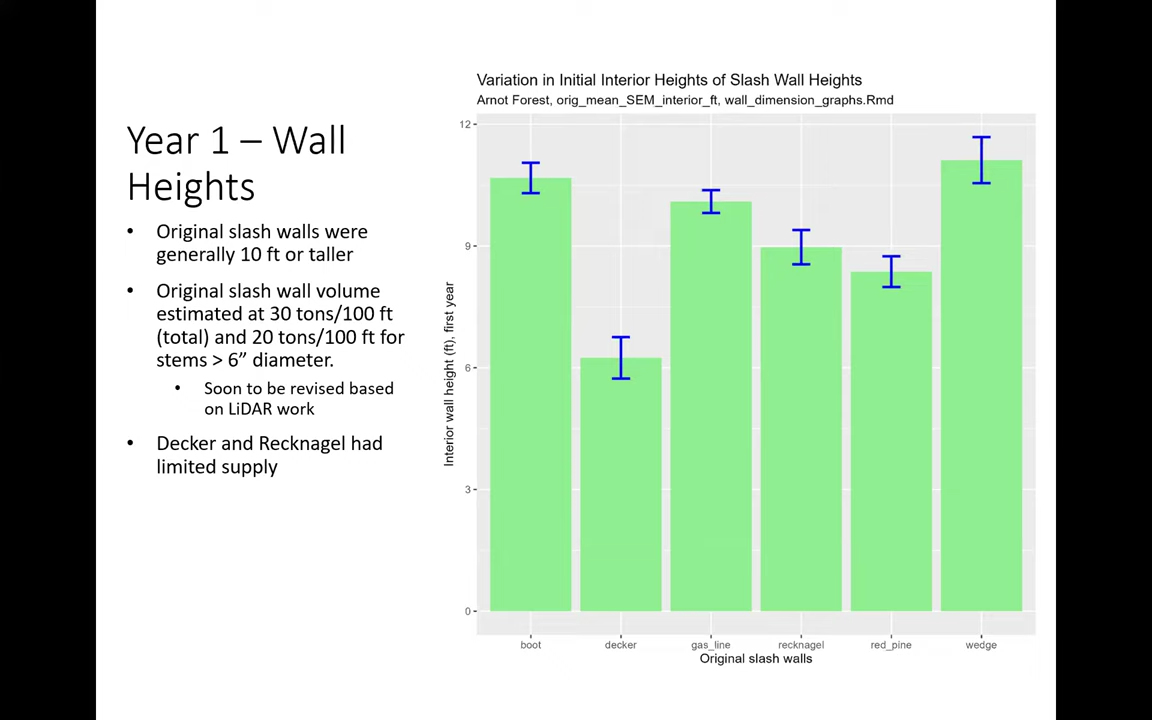 Year 1 – Wall
Heights
• Original slash walls were
generally 10 ft or taller
• Original slash wall volume
estimated at 30 tons/100 ft
(total) and 20 tons/100 ft for
stems > 6” diameter.
• Soon to be revised based
on LiDAR work
• Decker and Recknagel had
limited supply
Variation in Initial Interior Heights of Slash Wall Heights
Arnot Forest, orig_mean_SEM_interior_ft, wall_dimension_graphs.Rmd
Interior wall height (ft), first year
12
9
6
3
0
boot decker gas_line recknagel red_pine wedge
Original slash walls